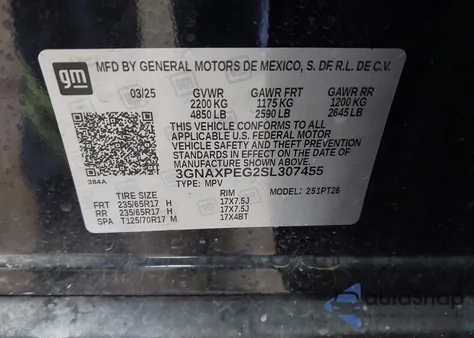 gm
MFD BY GENERAL MOTORS DE MEXICO, S. DE R.L. DE C.V.
03/25 GVWR GAWR FRT GAWR RR
2200 KG 1175 KG 1200 KG
4850 LB 2590 LB 2645 LB
THIS VEHICLE CONFORMS TO ALL
APPLICABLE U.S. FEDERAL MOTOR
VEHICLE SAFETY AND THEFT
PREVENTION STANDARDS IN EFFECT ON THE DATE OF
MANUFACTURE SHOWN ABOVE.
384A
3GNAXPEG2SL307455
TYPE: MPV MODEL: 251PT26
TIRE SIZE RIM
FRT 235/65R17 H 17X7.5J
RR 235/65R17 H 17X7.5J
SPA T125/70R17 M 17X4BT
autosnap